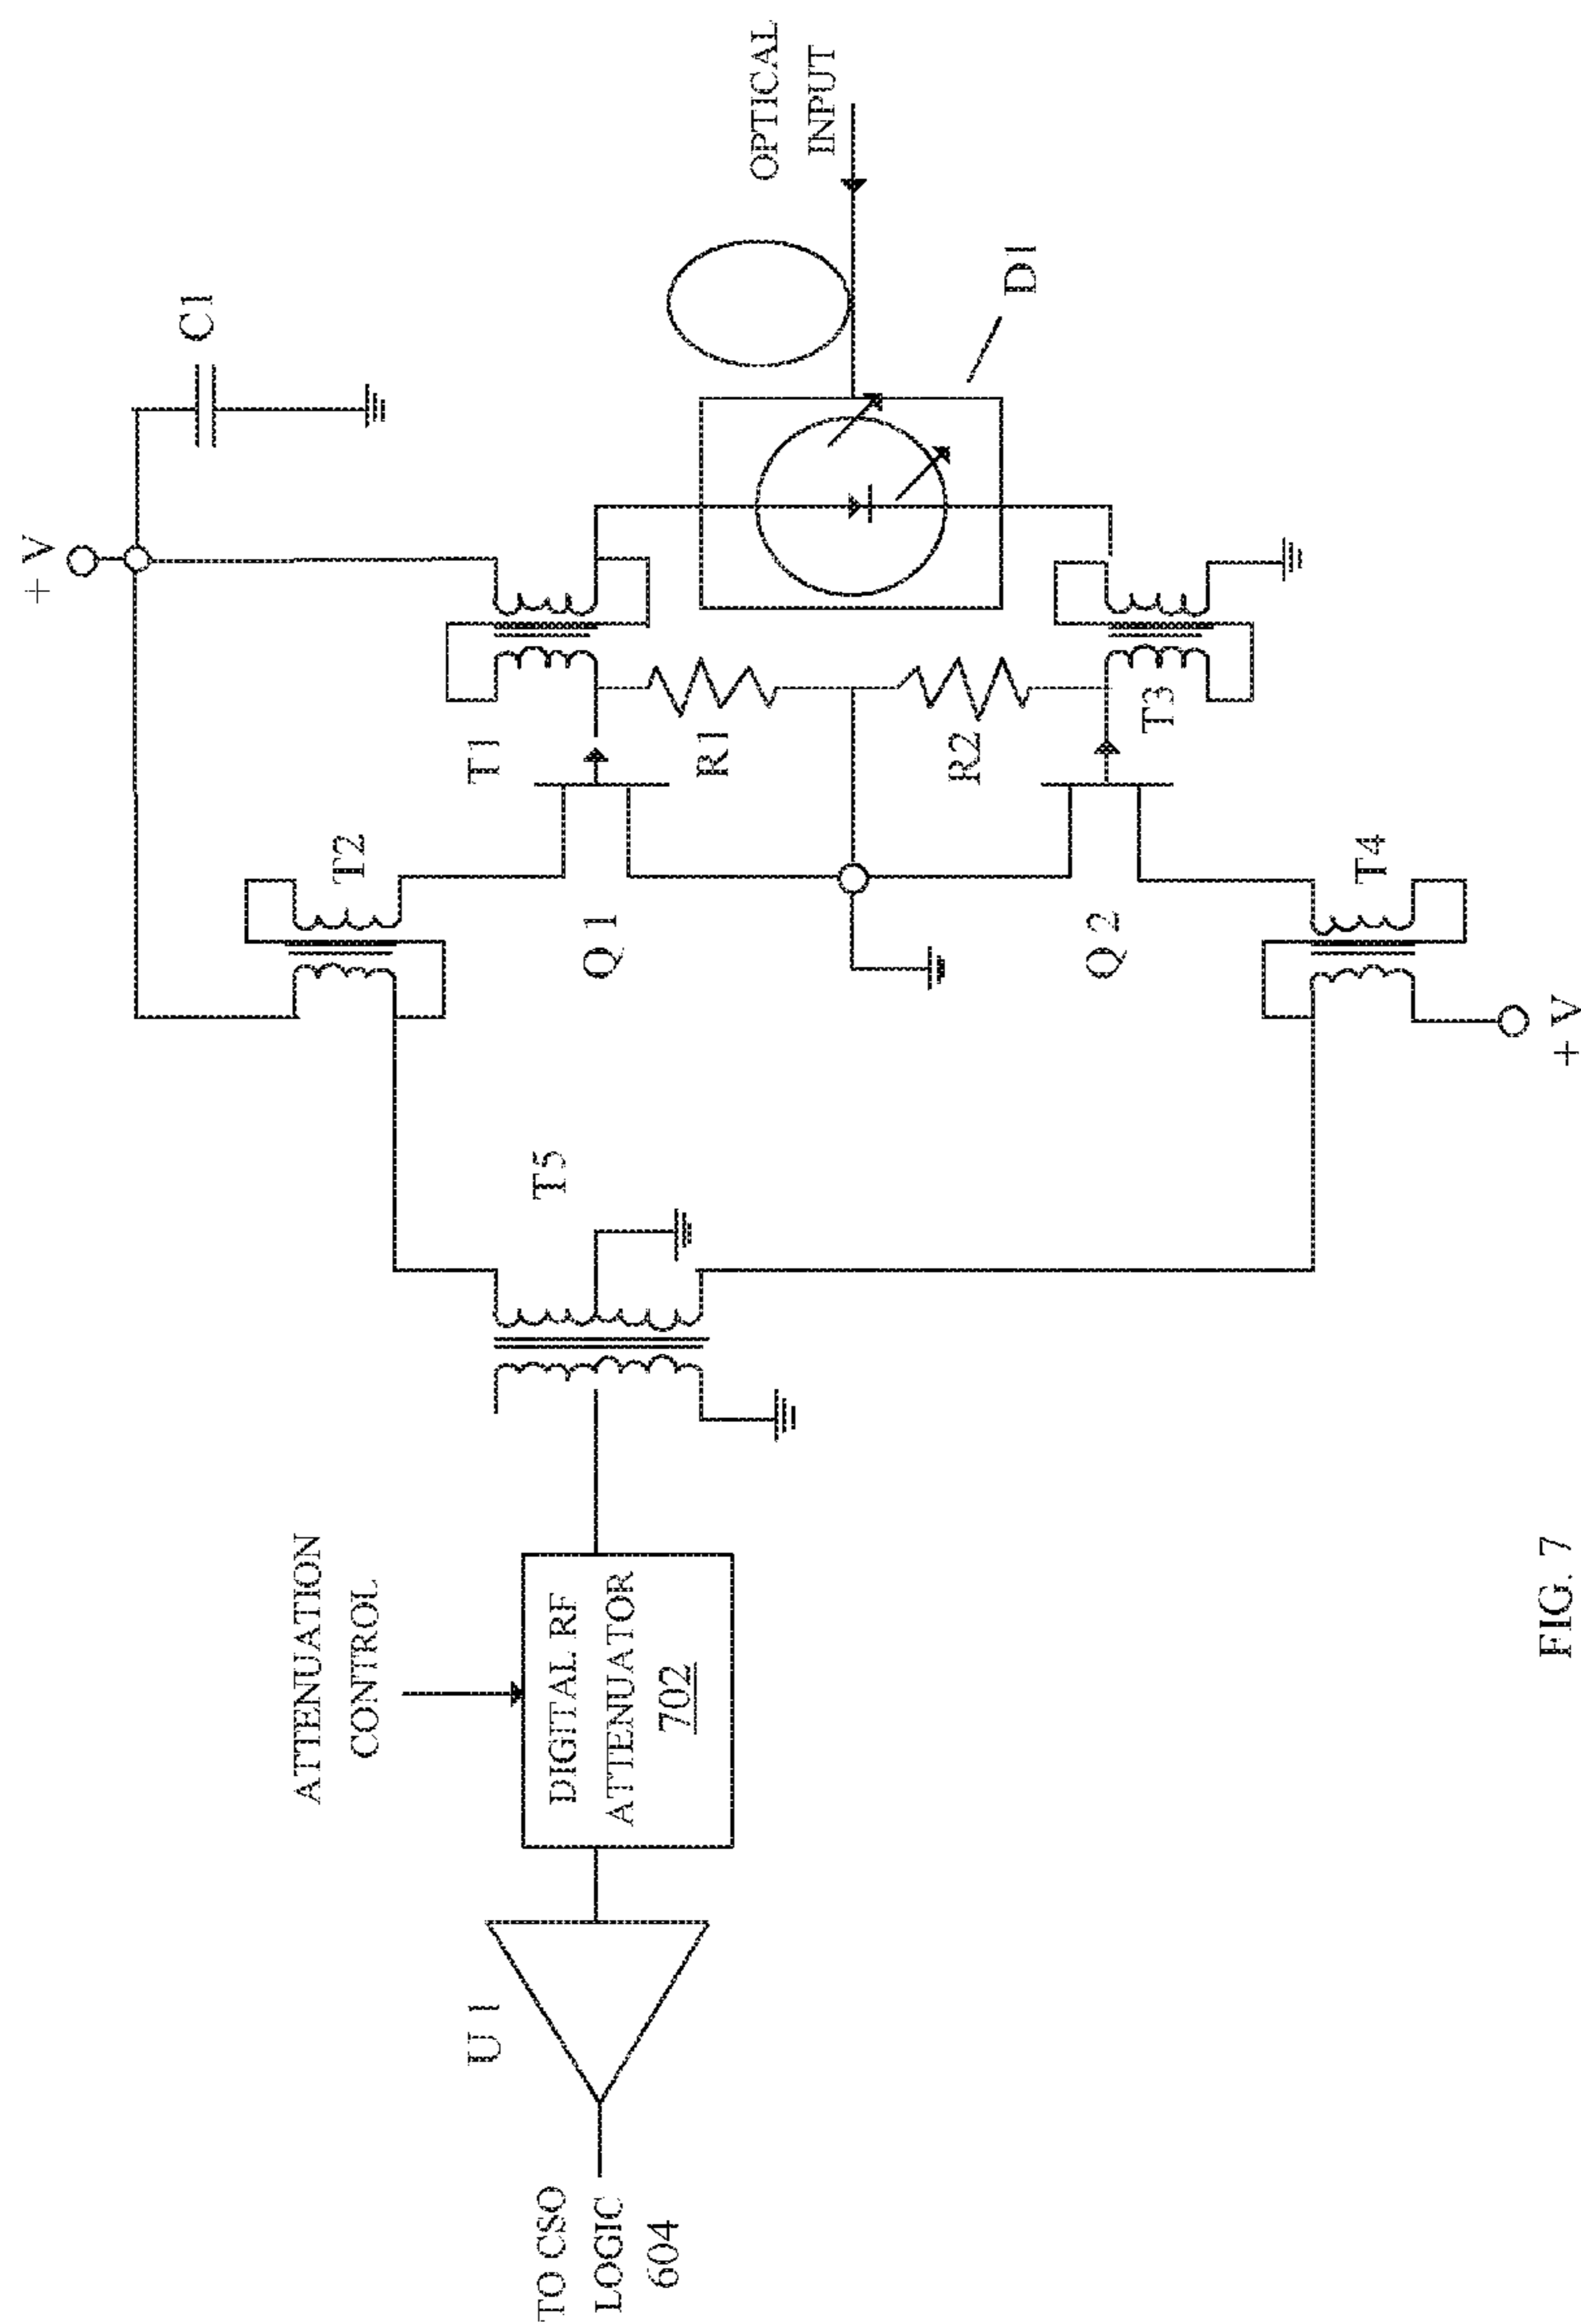 + V
C1
OPTICAL
INPUT
D1
T1
T2
R1
R2
T3
Q 1
Q 2
T4
+ V
T5
ATTENUATION
CONTROL
DIGITAL RF
ATTENUATOR
702
U 1
TO CSO
LOGIC
604
FIG. 7